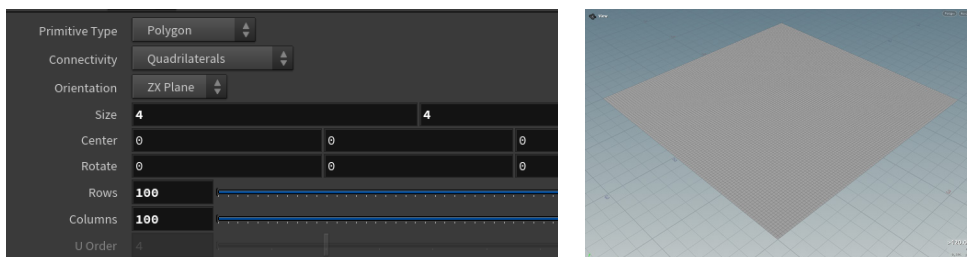 Primitive Type Polygon
Connectivity Quadrilaterals
Orientation ZX Plane
Size 4 4
Center 0 0 0
Rotate 0 0 0
Rows 100
Columns 100
U Order 4